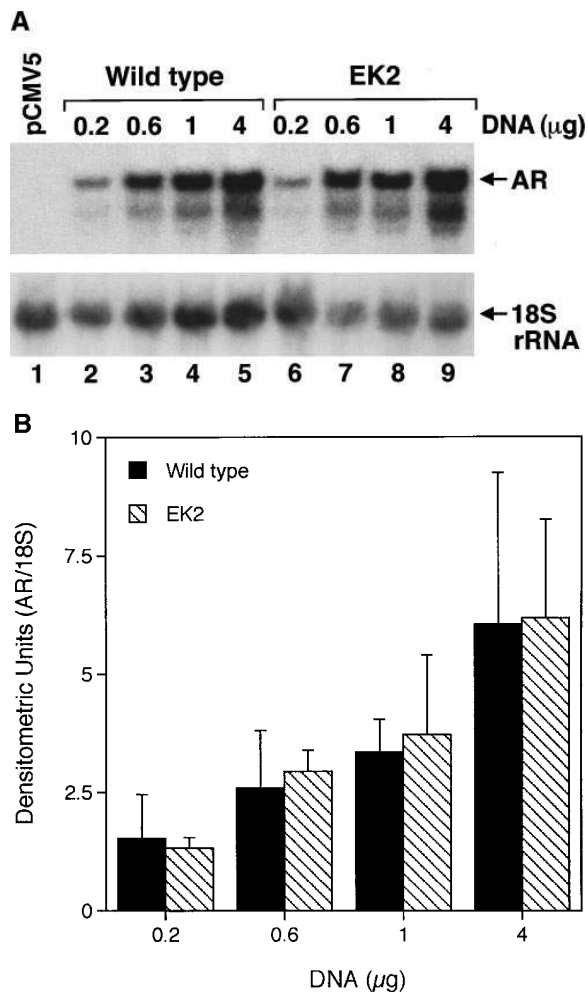 A
pCMV5
Wild type EK2
0.2 0.6 1 4 0.2 0.6 1 4 DNA (µg)
AR
18S
rRNA
1 2 3 4 5 6 7 8 9
B
10
Wild type
EK2
7.5
5
2.5
0
Densitometric Units (AR/18S)
0.2 0.6 1 4
DNA (µg)